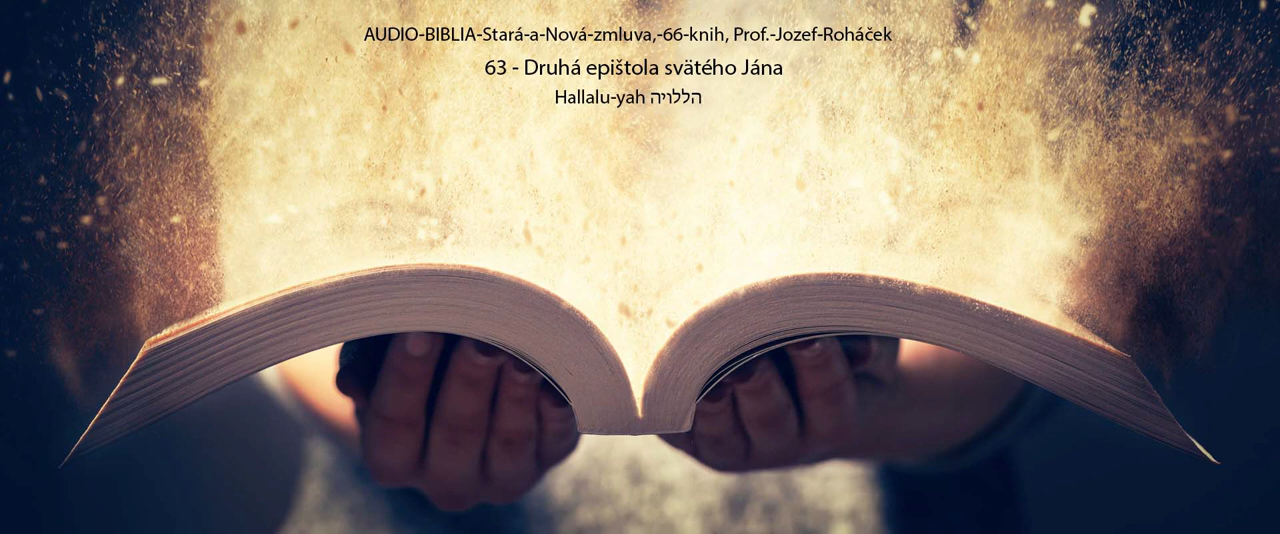 AUDIO-BIBLIA-Stará-a-Nová-zmluva,-66-knih, Prof.-Jozef-Roháček
63 - Druhá epištola svätého Jána
Hallalu-yah הללויה